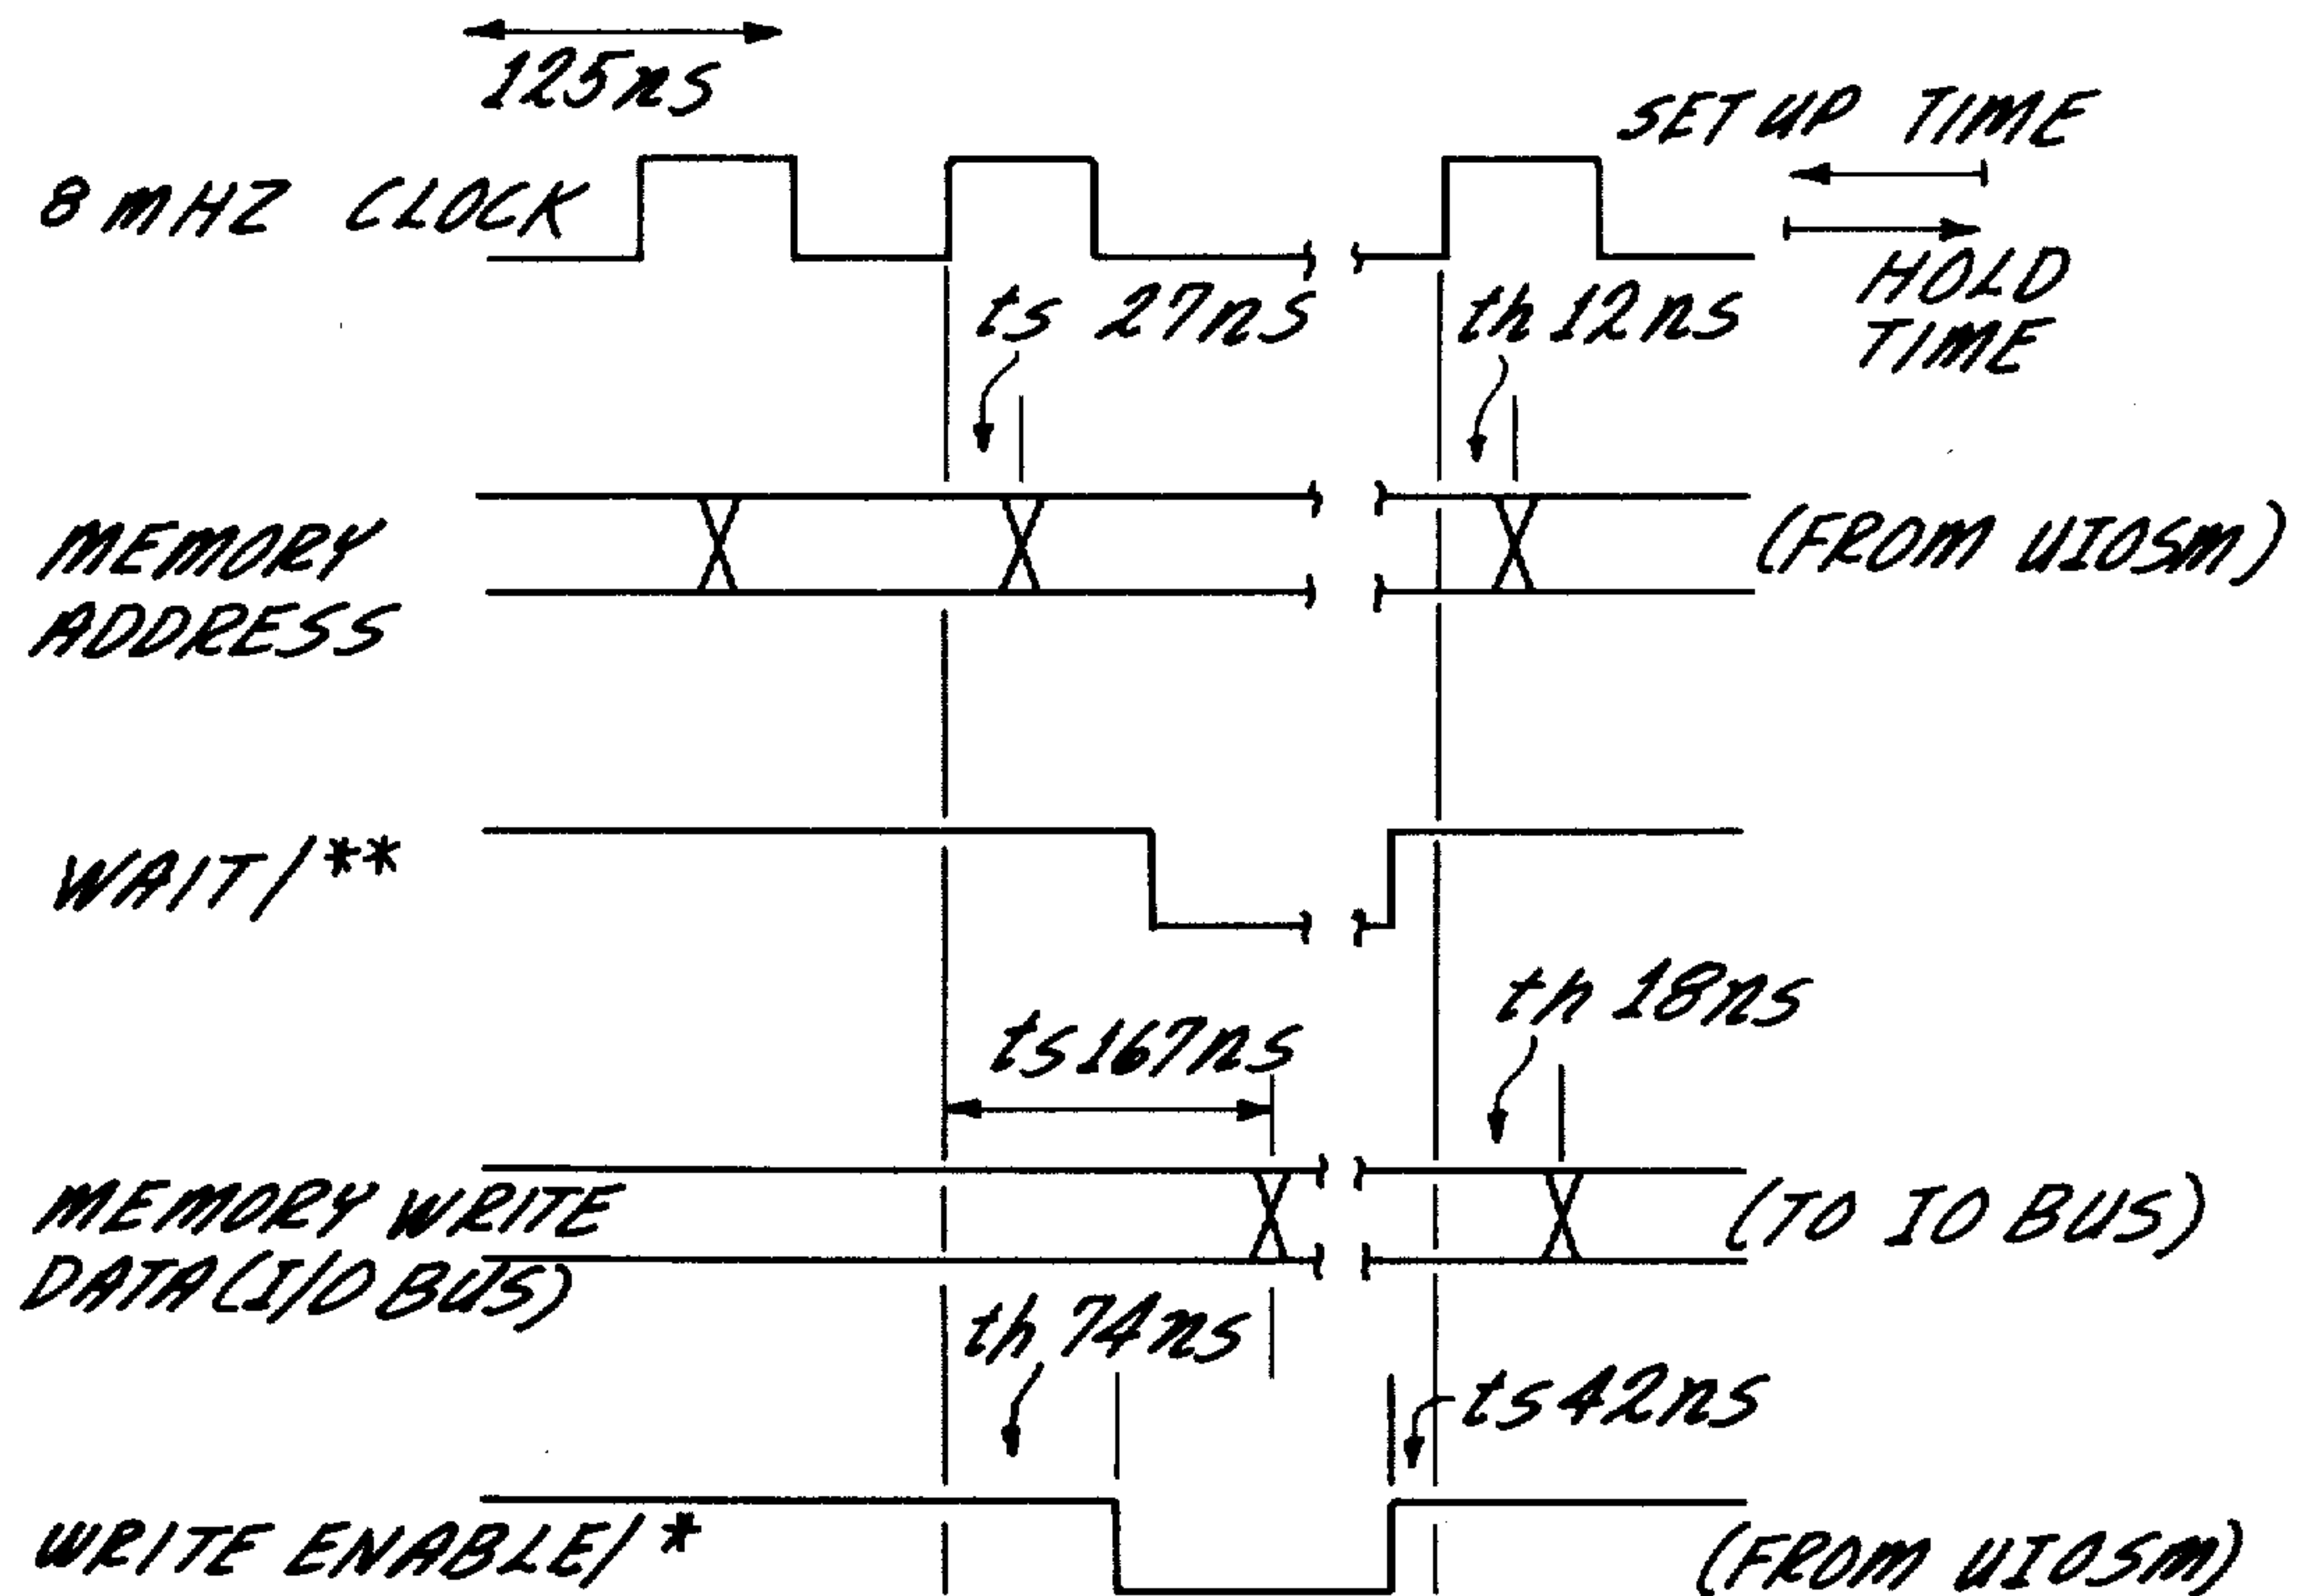 125ns
SET UP TIME
8 MHZ CLOCK
HOLD
TIME
ts 27ns
th 12ns
MEMORY
ADDRESS
(FROM UIOSM)
WAIT/**
th 18ns
ts 167ns
MEMORY WRITE
DATA (I/O BUS)
(TO IO BUS)
th 74ns
ts 42ns
WRITE ENABLE/*
(FROM UIOSM)